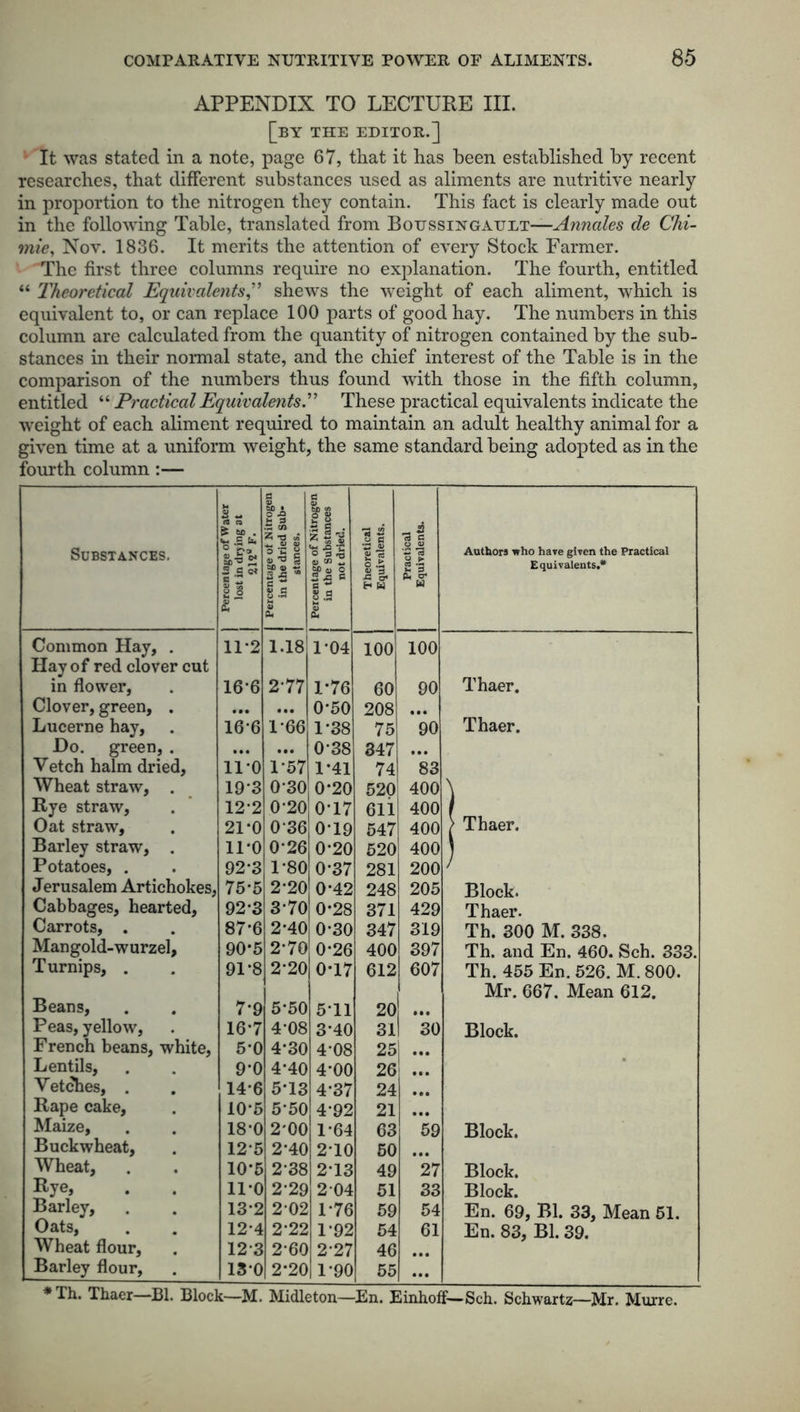 COMPARATIVE NUTRITIVE POWER OF ALIMENTS. 85
APPENDIX TO LECTURE III.
[BY THE EDITOR.]
It was stated in a note, page 67, that it has been established by recent
researches, that different substances used as aliments are nutritive nearly
in proportion to the nitrogen they contain. This fact is clearly made out
in the following Table, translated from BOUSSINGAULT—Annales de Chi-
mie, Nov. 1836. It merits the attention of every Stock Farmer.
The first three columns require no explanation. The fourth, entitled
“ Theoretical Equivalents,” shews the weight of each aliment, which is
equivalent to, or can replace 100 parts of good hay. The numbers in this
column are calculated from the quantity of nitrogen contained by the sub-
stances in their normal state, and the chief interest of the Table is in the
comparison of the numbers thus found with those in the fifth column,
entitled “ Practical Equivalents.” These practical equivalents indicate the
weight of each aliment required to maintain an adult healthy animal for a
given time at a uniform weight, the same standard being adopted as in the
fourth column :—
SUBSTANCES.
Percentage of Water
lost in drying at
212º F.
Percentage of Nitrogen
in the dried Sub-
stances.
Percentage of Nitrogen
in the Substances
not dried.
Theoretical
Equivalents.
Practical
Equivalents.
Authors who have given the Practical
Equivalents.*
Common Hay, . 11·2 1.18 1·04 100 100
Hay of red clover cut
in flower, . 16·6 2·77 1·76 60 90 Thaer.
Clover, green, . ... ... 0·50 208 ...
Lucerne hay, . 16·6 1·66 1·38 75 90 Thaer.
Do. green, . ... ... 0·38 347 ...
Vetch halm dried, 11·0 1·57 1·41 74 83
Wheat straw, . 19·3 0·30 0·20 520 400
Rye straw, . 12·2 0·20 0·17 611 400
Oat straw, . 21·0 0·36 0·19 547 400 Thaer.
Barley straw, . 11·0 0·26 0·20 520 400
Potatoes, . . 92·3 1·80 0·37 281 200
Jerusalem Artichokes, 75·5 2·20 0·42 248 205 Block.
Cabbages, hearted, 92·3 3·70 0·28 371 429 Thaer.
Carrots, . . 87·6 2·40 0·30 347 319 Th. 300 M. 338.
Mangold-wurzel, 90·5 2·70 0·26 400 397 Th. and En. 460. Sch. 333.
Turnips, . . 91·8 2·20 0·17 612 607 Th. 455 En. 526. M. 800.
Mr. 667. Mean 612.
Beans, . . 7·9 5·50 5·11 20 ...
Peas, yellow, . 16·7 4·08 3·40 31 30 Block.
French beans, white, 5·0 4·30 4·08 25 ...
Lentils, . . 9·0 4·40 4·00 26 ...
Vetches, . . 14·6 5·13 4·37 24 ...
Rape cake, . 10·5 5·50 4·92 21 ...
Maize, . . 18·0 2·00 1·64 63 59 Block.
Buckwheat, . 12·5 2·40 2·10 50 ...
Wheat, . . 10·5 2·38 2·13 49 27 Block.
Rye, . . 11·0 2·29 2·04 51 33 Block.
Barley, . . 13·2 2·02 1·76 59 54 En. 69, Bl. 33, Mean 51.
Oats, . . 12·4 2·22 1·92 54 61 En. 83, Bl. 39.
Wheat flour, . 12·3 2·60 2·27 46 ...
Barley flour, . 13·0 2·20 1·90 55 ...
* Th. Thaer—Bl. Block—M. Midleton—En. Einhoff—Sch. Schwartz—Mr. Murre.